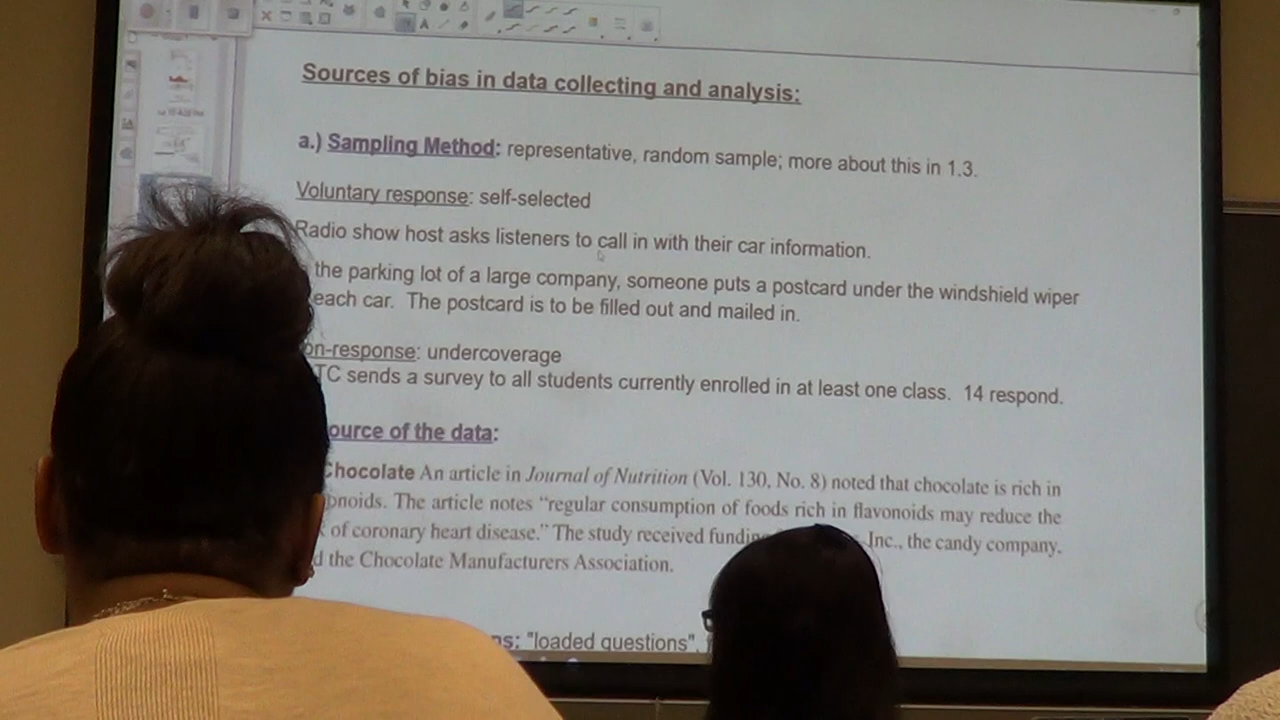 Sources of bias in data collecting and analysis:
a.) Sampling Method: representative, random sample; more about this in 1.3.
Voluntary response: self-selected
Radio show host asks listeners to call in with their car information.
the parking lot of a large company, someone puts a postcard under the windshield wiper
each car. The postcard is to be filled out and mailed in.
on-response: undercoverage
TC sends a survey to all students currently enrolled in at least one class. 14 respond.
ource of the data:
Chocolate An article in Journal of Nutrition (Vol. 130, No. 8) noted that chocolate is rich in
onoids. The article notes “regular consumption of foods rich in flavonoids may reduce the
of coronary heart disease.” The study received funding Inc., the candy company,
d the Chocolate Manufacturers Association.
ns: "loaded questions",